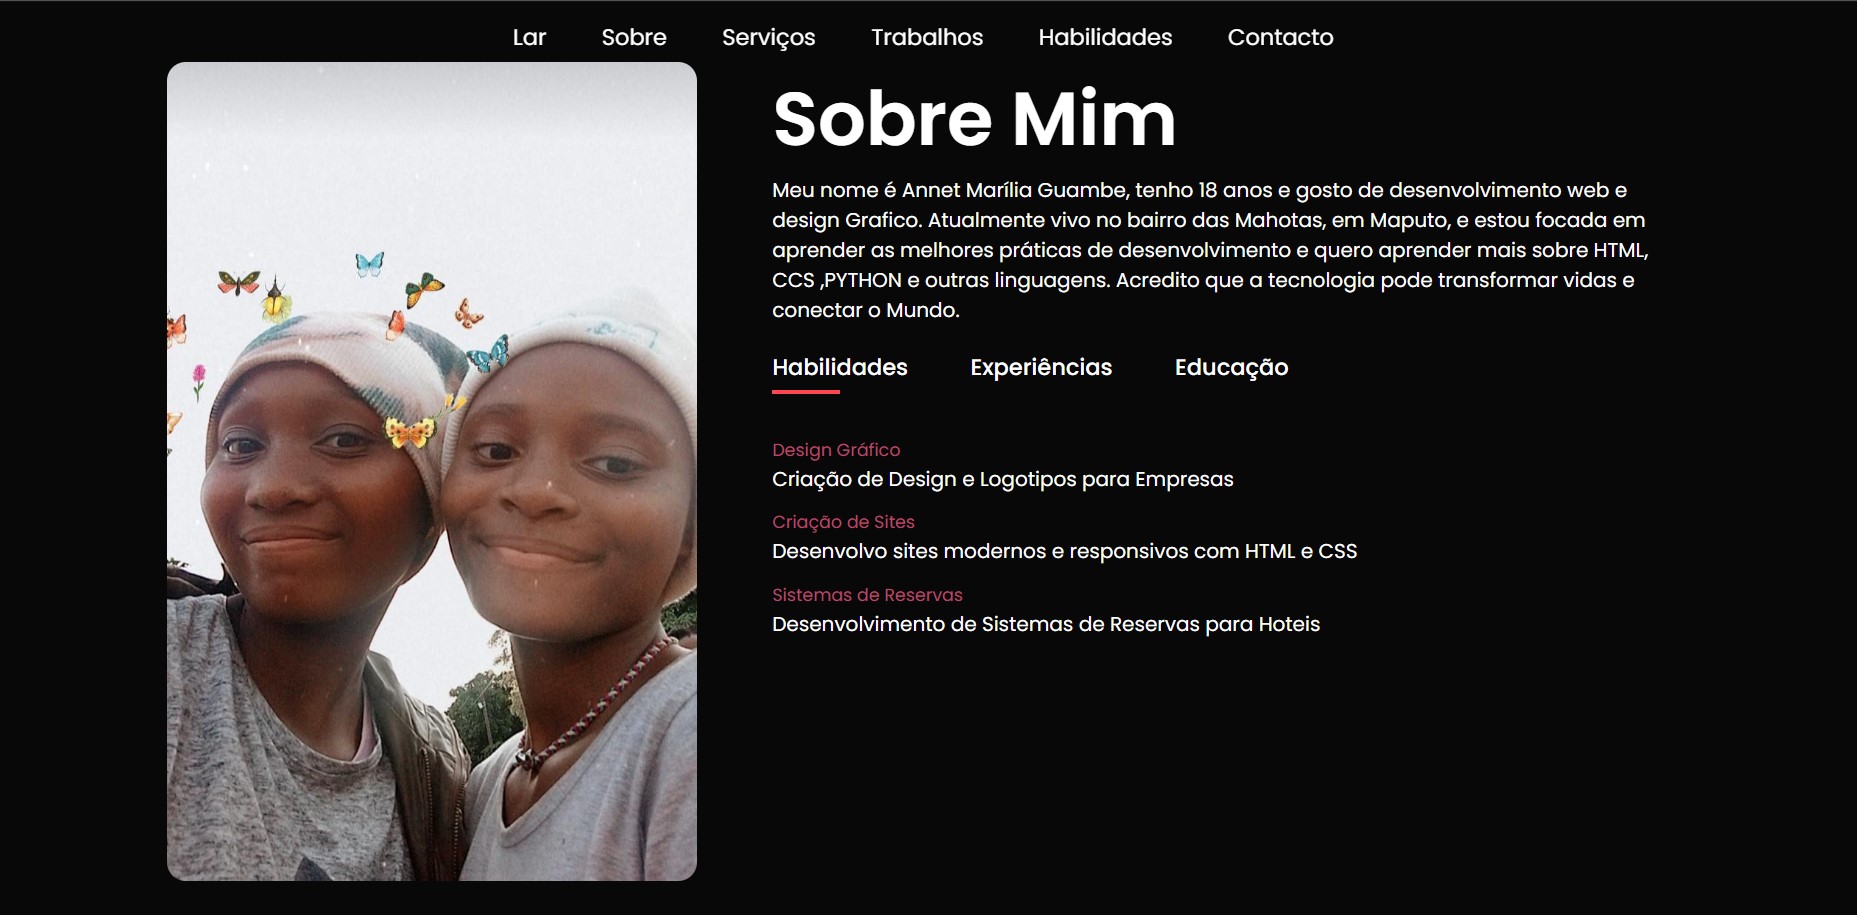 Lar Sobre Serviços Trabalhos Habilidades Contacto
Sobre Mim
Meu nome é Annet Marília Guambe, tenho 18 anos e gosto de desenvolvimento web e
design Grafico. Atualmente vivo no bairro das Mahotas, em Maputo, e estou focada em
aprender as melhores práticas de desenvolvimento e quero aprender mais sobre HTML,
CCS ,PYTHON e outras linguagens. Acredito que a tecnologia pode transformar vidas e
conectar o Mundo.
Habilidades Experiências Educação
Design Gráfico
Criação de Design e Logotipos para Empresas
Criação de Sites
Desenvolvo sites modernos e responsivos com HTML e CSS
Sistemas de Reservas
Desenvolvimento de Sistemas de Reservas para Hoteis